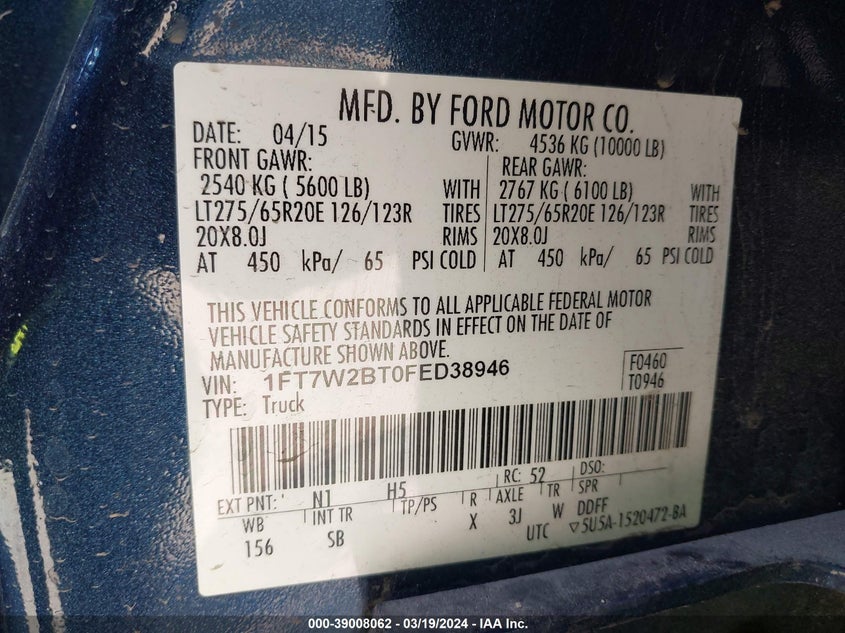 MFD. BY FORD MOTOR CO.
DATE: 04/15 GVWR: 4536 KG (10000 LB)
FRONT GAWR: REAR GAWR:
2540 KG ( 5600 LB) WITH 2767 KG ( 6100 LB) WITH
LT275/65R20E 126/123R TIRES LT275/65R20E 126/123R TIRES
20X8.0J RIMS 20X8.0J RIMS
AT 450 kPa/ 65 PSI COLD AT 450 kPa/ 65 PSI COLD
THIS VEHICLE CONFORMS TO ALL APPLICABLE FEDERAL MOTOR
VEHICLE SAFETY STANDARDS IN EFFECT ON THE DATE OF
MANUFACTURE SHOWN ABOVE.
VIN: 1FT7W2BT0FED38946 F0460
TYPE: Truck T0946
EXT PNT: N1 H5 RC: 52 DSO:
WB INT TR TP/PS R AXLE TR SPR
156 SB X 3J W DDFF
UTC ▽5U5A-1520472-BA
000-39008062 - 03/19/2024 - IAA Inc.